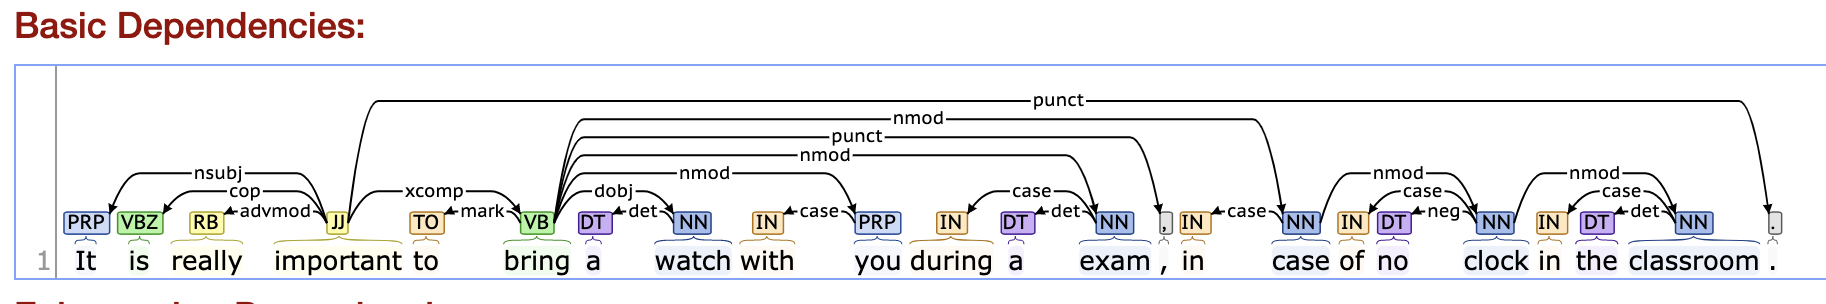 Basic Dependencies:
punct
nmod
punct
nmod
nsubj nmod nmod nmod
cop xcomp dobj case case case
advmod mark det case det case neg det
PRP VBZ RB JJ TO VB DT NN IN PRP IN DT NN , IN NN IN DT NN IN DT NN .
1 It is really important to bring a watch with you during a exam , in case of no clock in the classroom .